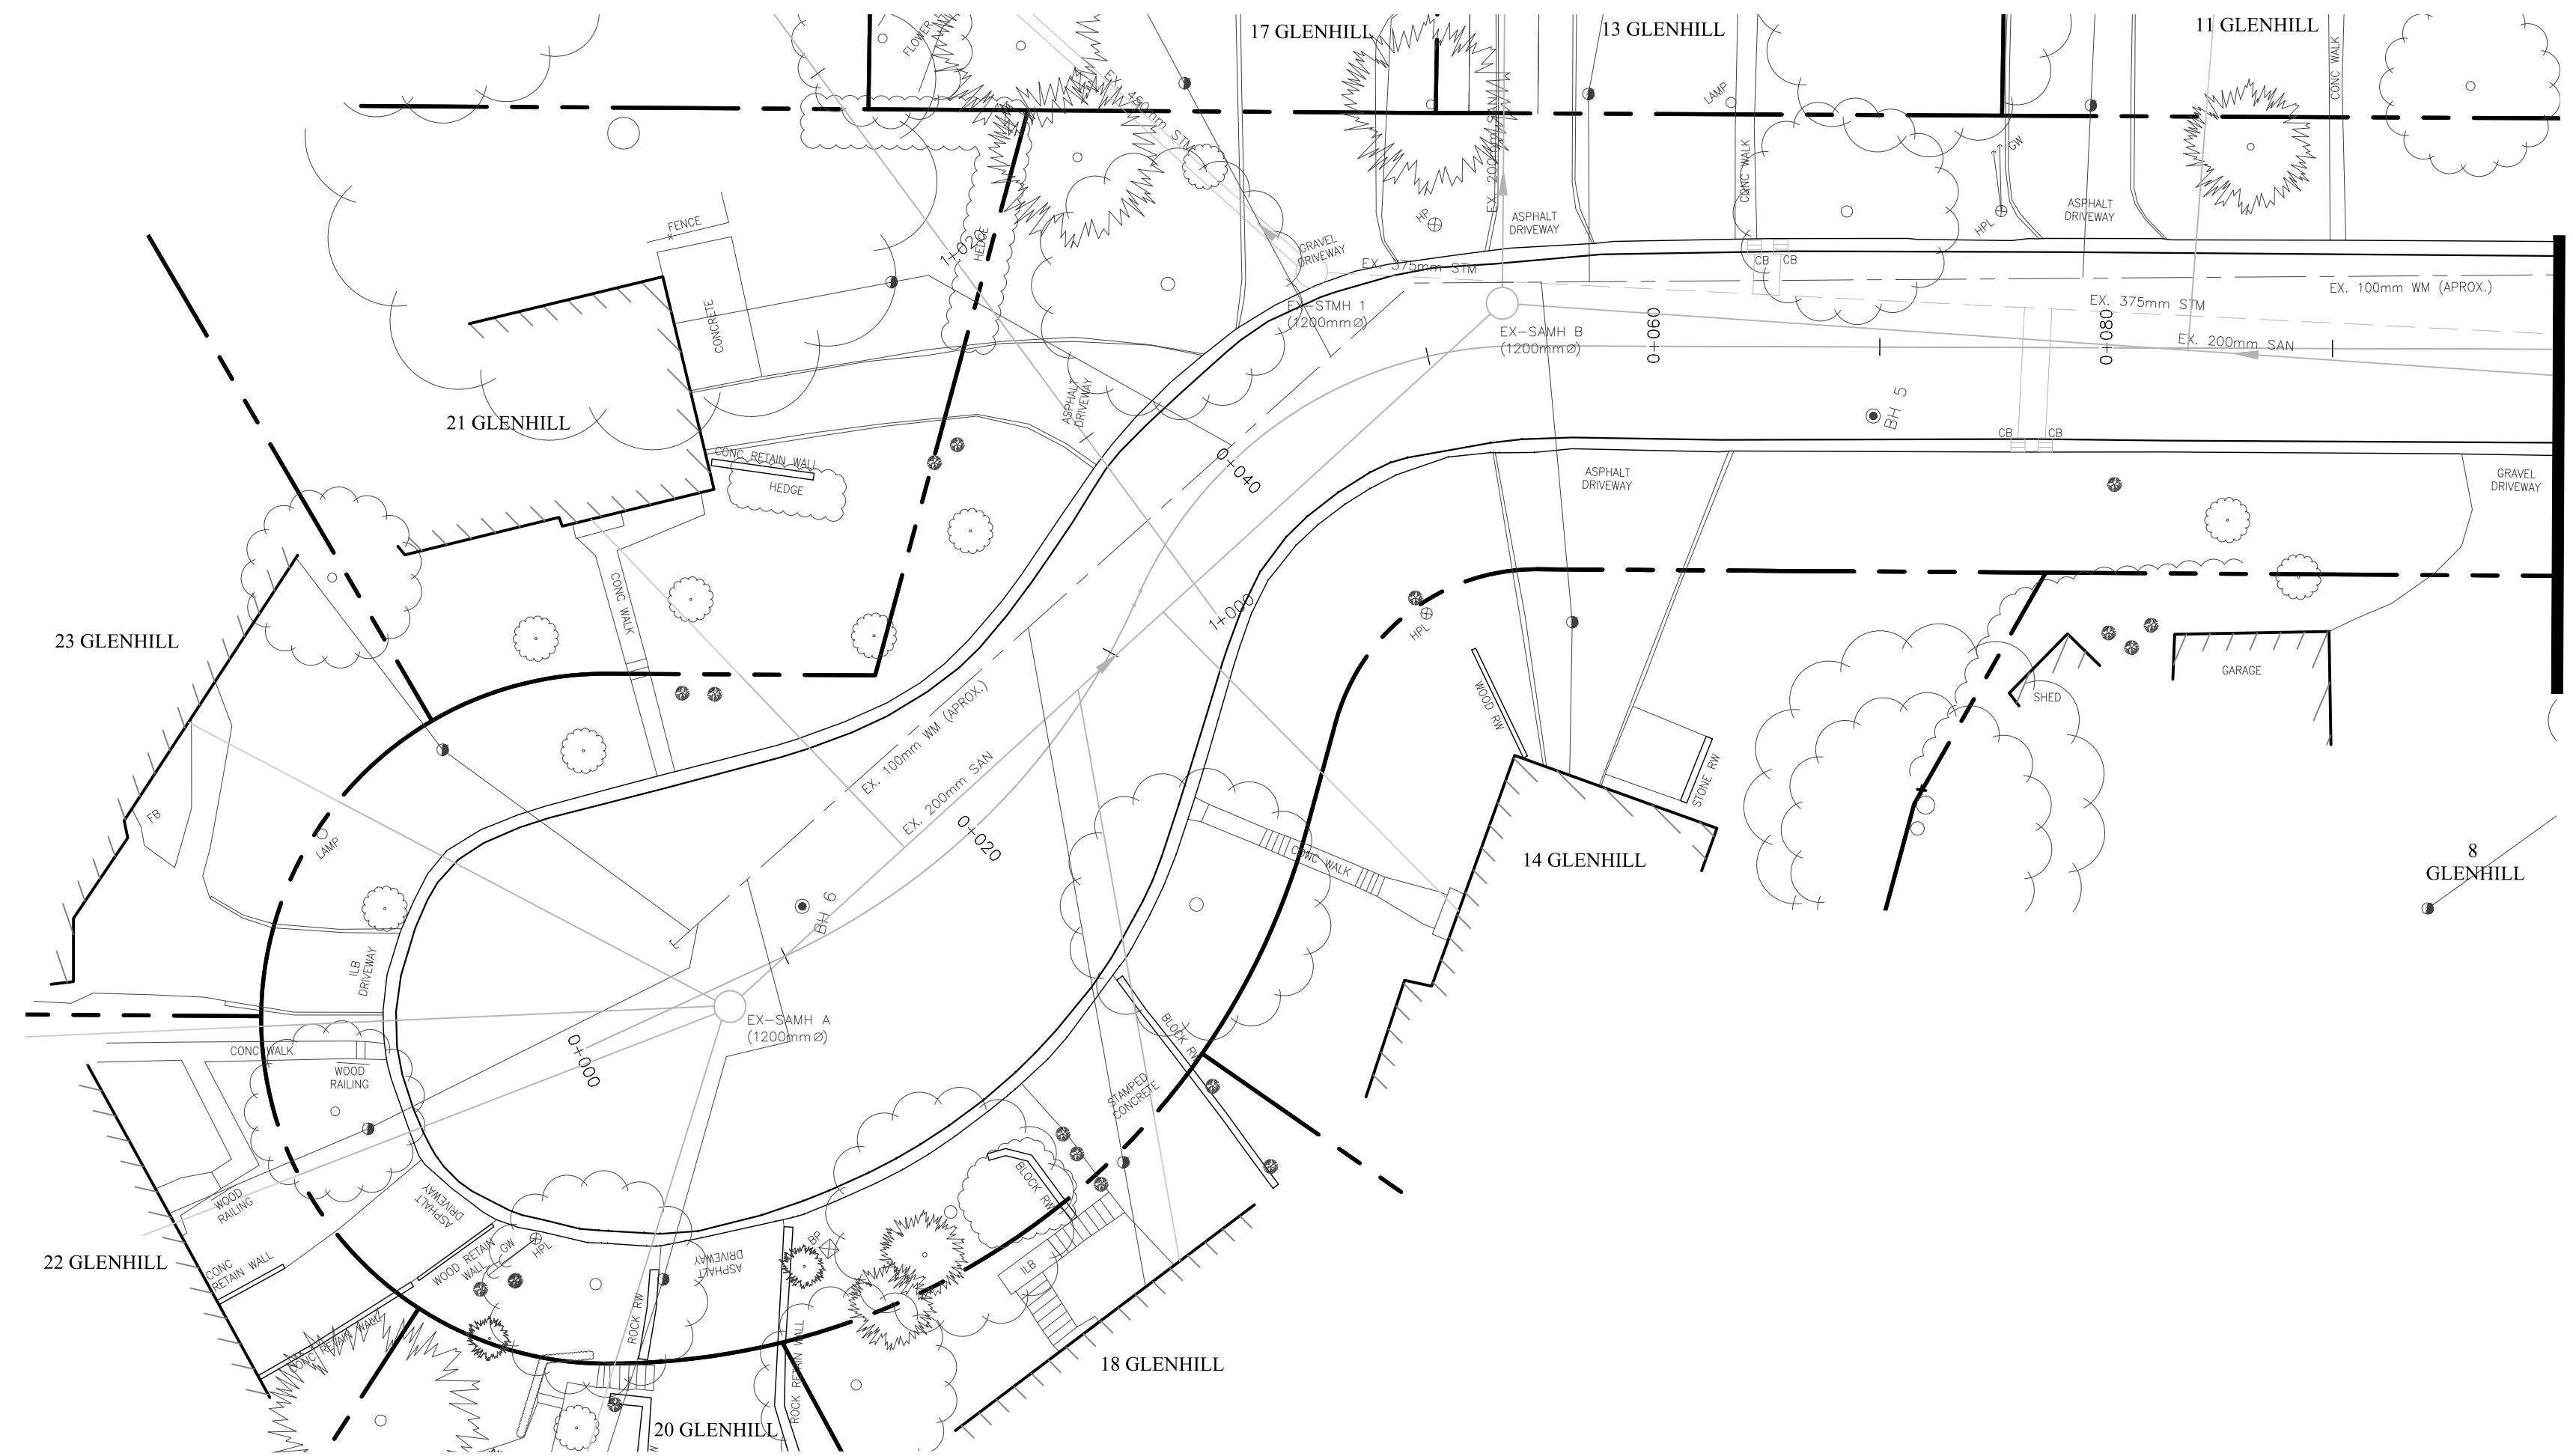 FLOWER
17 GLENHILL
13 GLENHILL
11 GLENHILL
CONC WALK
EX. 450mm STM
EX. 200mm SAN
LAMP
CONC WALK
GW
HP
HPL
ASPHALT
DRIVEWAY
ASPHALT
DRIVEWAY
FENCE
1+020
HEDGE
GRAVEL
DRIVEWAY
EX. 375mm STM
CB
CB
EX. 100mm WM (APROX.)
EX-STMH 1
(1200mmØ)
EX. 375mm STM
CONCRETE
EX-SAMH B
(1200mmØ)
0+060
0+080
EX. 200mm SAN
21 GLENHILL
ASPHALT
DRIVEWAY
BH 5
CB
CB
CONC RETAIN WALL
HEDGE
0+040
ASPHALT
DRIVEWAY
GRAVEL
DRIVEWAY
CONC WALK
1+000
HPL
23 GLENHILL
SHED
GARAGE
WOOD RW
STONE RW
EX. 100mm WM (APROX.)
EX. 200mm SAN
FB
LAMP
0+020
CONC WALK
14 GLENHILL
8
GLENHILL
BH 6
ILB
DRIVEWAY
EX-SAMH A
(1200mmØ)
0+000
CONC WALK
WOOD
RAILING
BLOCK RW
STAMPED
CONCRETE
BLOCK RW
WOOD
RAILING
ASPHALT
DRIVEWAY
22 GLENHILL
CONC
RETAIN WALL
WOOD RETAIN
WALL
GW
HPL
ASPHALT
DRIVEWAY
BP
ILB
ROCK RW
CONC RETAIN WALL
ROCK RETAIN WALL
18 GLENHILL
20 GLENHILL